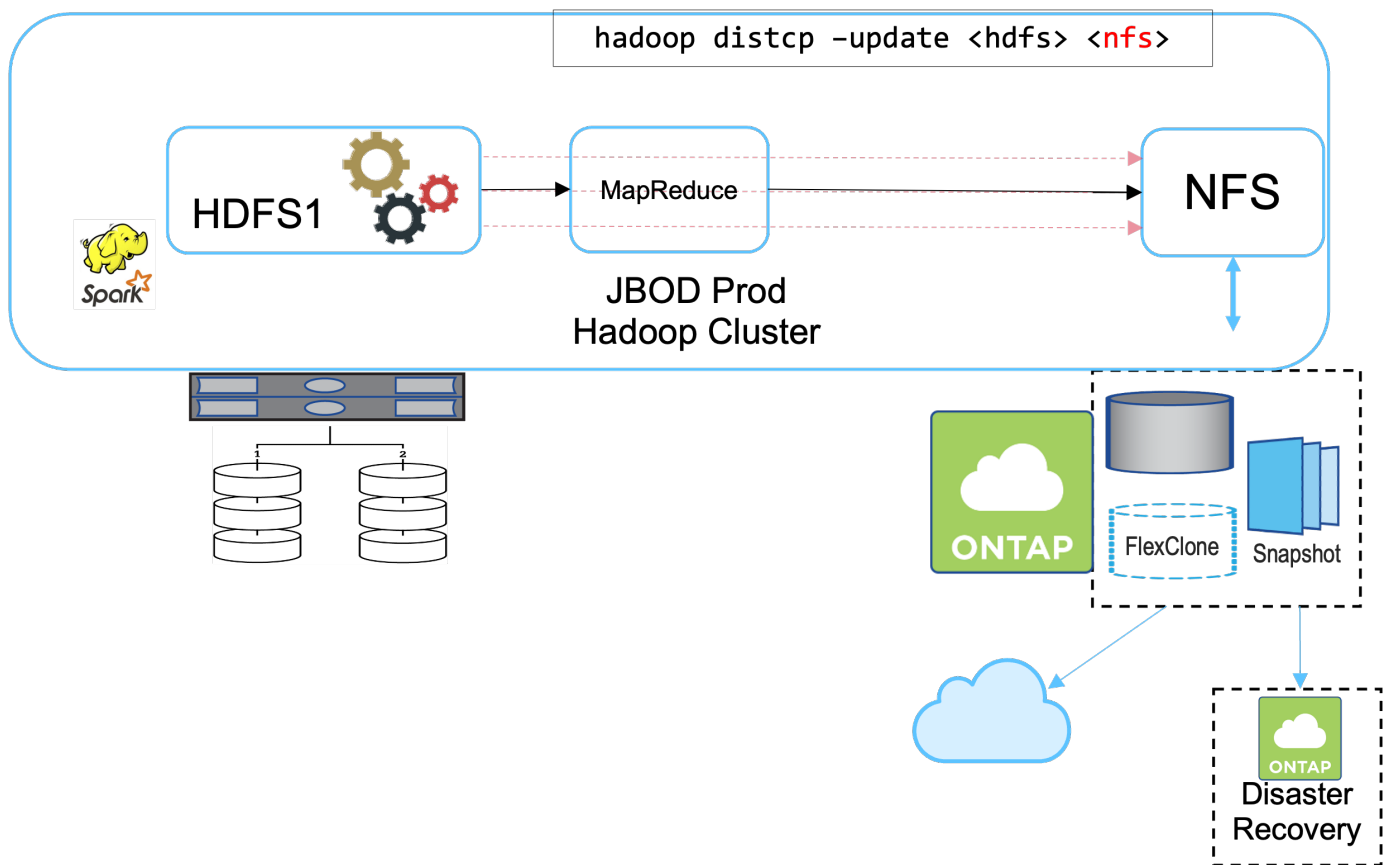 hadoop distcp –update <hdfs> <nfs>
HDFS1
MapReduce
NFS
Spark
JBOD Prod
Hadoop Cluster
1 2
ONTAP
FlexClone
Snapshot
ONTAP
Disaster
Recovery